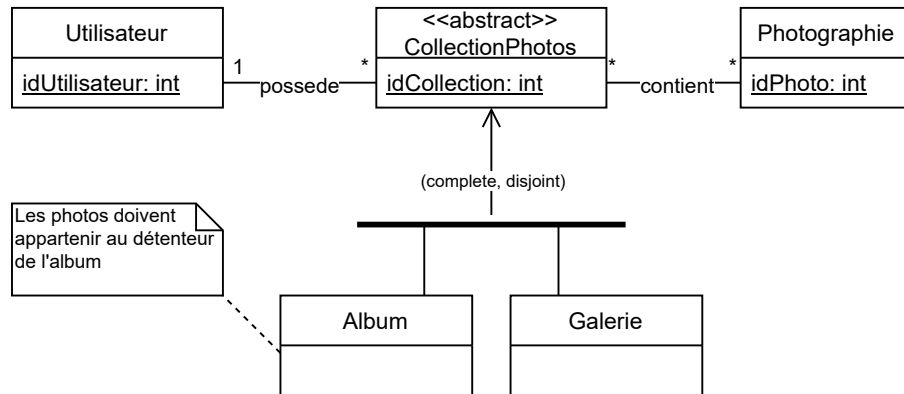 Utilisateur
idUtilisateur: int
1
possede
*
<<abstract>>
CollectionPhotos
idCollection: int
*
contient
*
Photographie
idPhoto: int
(complete, disjoint)
Les photos doivent
appartenir au détenteur
de l'album
Album
Galerie